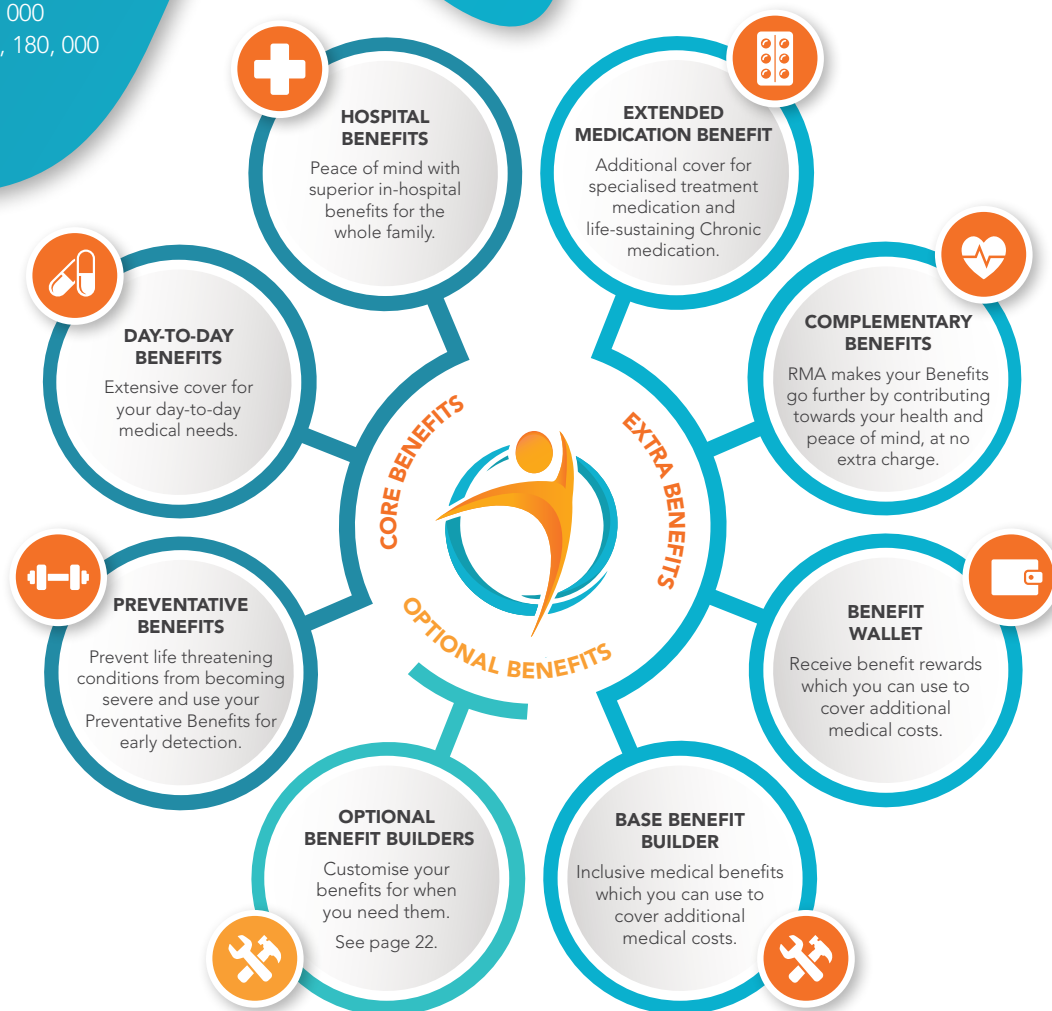 000
, 180, 000
HOSPITAL
BENEFITS
Peace of mind with
superior in-hospital
benefits for the
whole family.
EXTENDED
MEDICATION BENEFIT
Additional cover for
specialised treatment
medication and
life-sustaining Chronic
medication.
DAY-TO-DAY
BENEFITS
Extensive cover for
your day-to-day
medical needs.
COMPLEMENTARY
BENEFITS
RMA makes your Benefits
go further by contributing
towards your health and
peace of mind, at no
extra charge.
CORE BENEFITS
EXTRA BENEFITS
OPTIONAL BENEFITS
PREVENTATIVE
BENEFITS
Prevent life threatening
conditions from becoming
severe and use your
Preventative Benefits for
early detection.
BENEFIT
WALLET
Receive benefit rewards
which you can use to
cover additional
medical costs.
OPTIONAL
BENEFIT BUILDERS
Customise your
benefits for when
you need them.
See page 22.
BASE BENEFIT
BUILDER
Inclusive medical benefits
which you can use to
cover additional
medical costs.